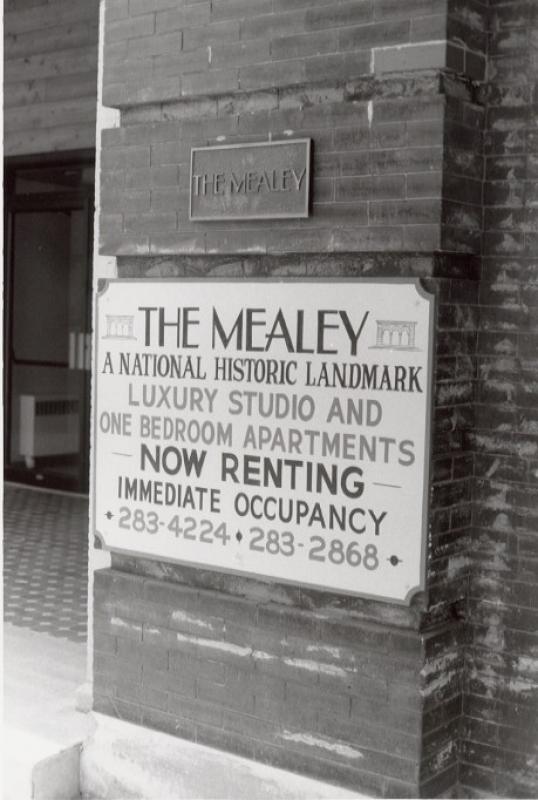 THE MEALEY
THE MEALEY
A NATIONAL HISTORIC LANDMARK
LUXURY STUDIO AND
ONE BEDROOM APARTMENTS
NOW RENTING
IMMEDIATE OCCUPANCY
283-4224 • 283-2868